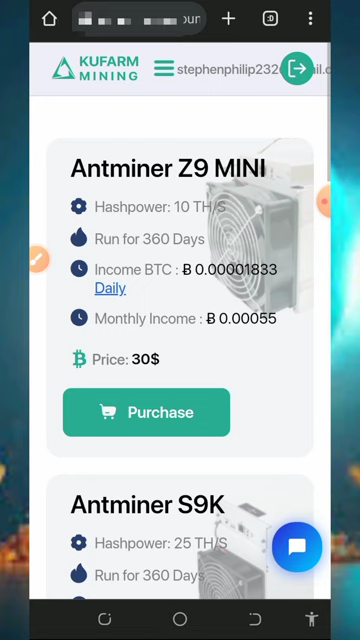 :D
KUFARM
MINING
stephenphilip232
Antminer Z9 MINI
Hashpower: 10 TH/S
Run for 360 Days
Income BTC : Ƀ 0.00001833
Daily
Monthly Income : Ƀ 0.00055
Price: 30$
Purchase
Antminer S9K
Hashpower: 25 TH/S
Run for 360 Days